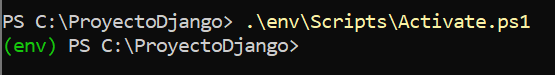 PS C:\ProyectoDjango> .\env\Scripts\Activate.ps1
(env) PS C:\ProyectoDjango>